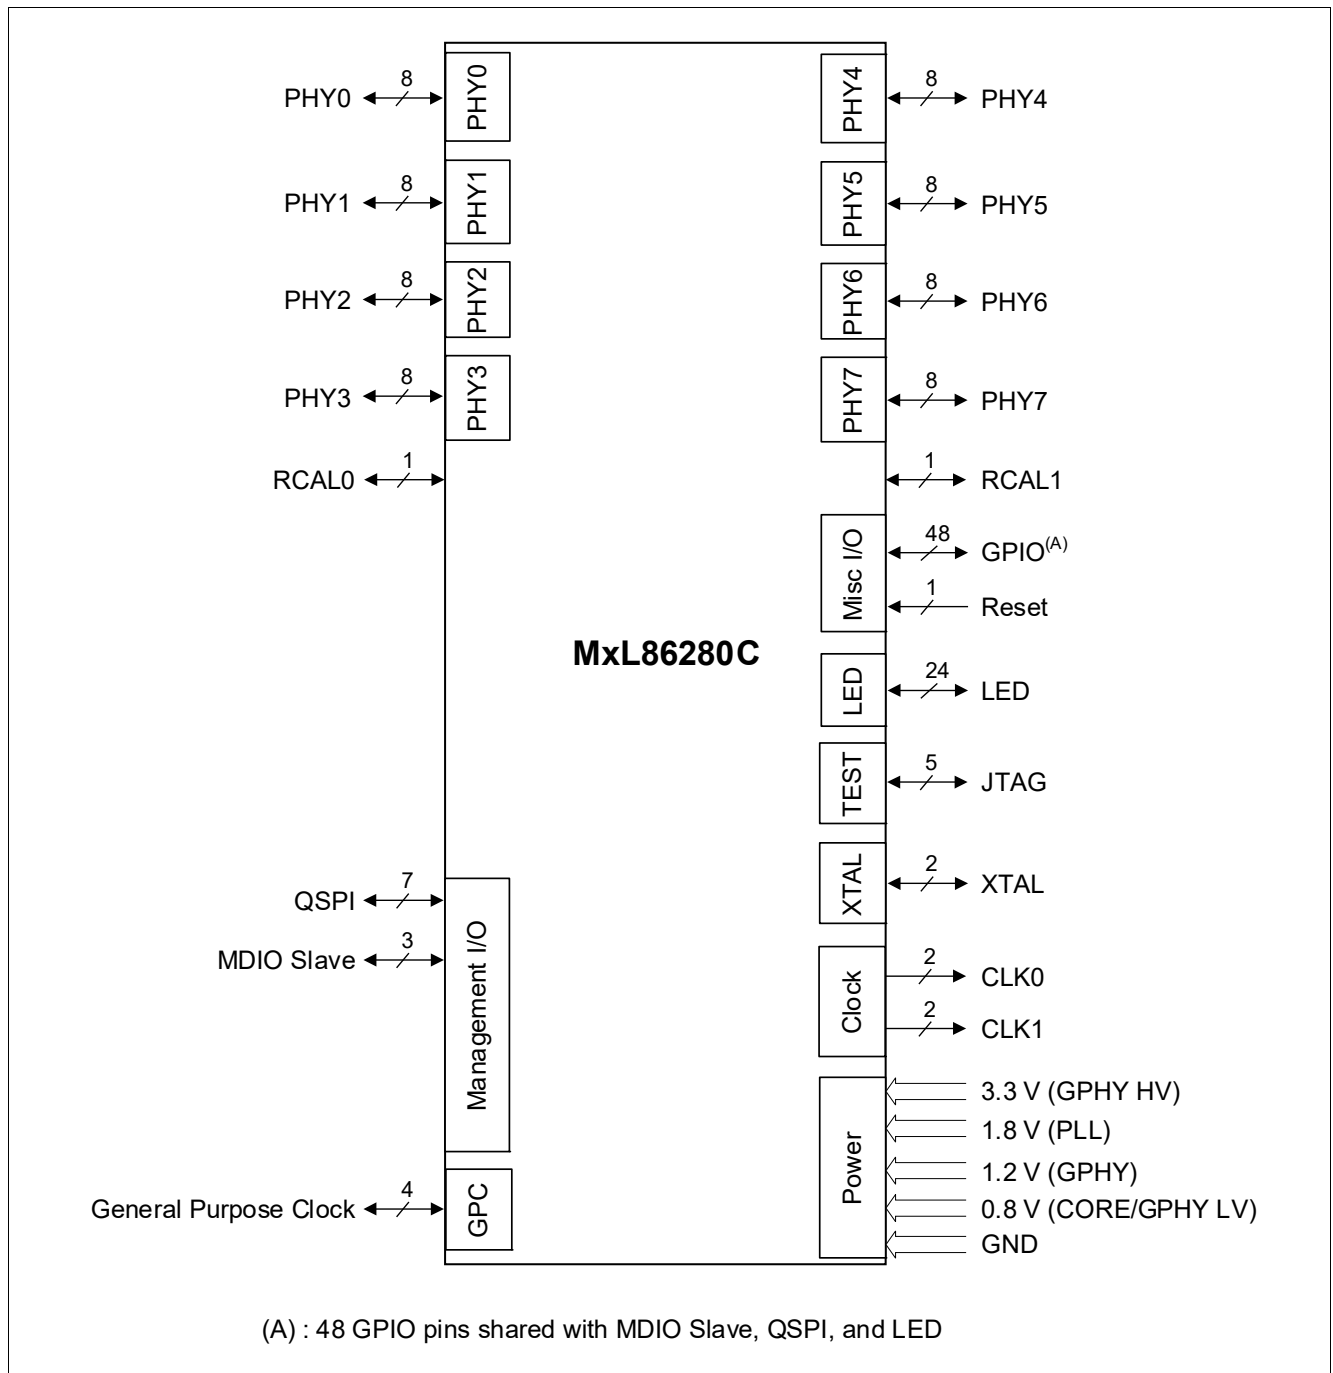 PHY0
8
PHY0
PHY4
8
PHY4
PHY1
8
PHY1
PHY5
8
PHY5
PHY2
8
PHY2
PHY6
8
PHY6
PHY3
8
PHY3
PHY7
8
PHY7
RCAL0
1
1
RCAL1
Misc I/O
48
GPIO(A)
1
Reset
MxL86280C
LED
24
LED
TEST
5
JTAG
XTAL
2
XTAL
QSPI
7
MDIO Slave
3
Management I/O
Clock
2
CLK0
2
CLK1
Power
3.3 V (GPHY HV)
1.8 V (PLL)
1.2 V (GPHY)
0.8 V (CORE/GPHY LV)
GND
General Purpose Clock
4
GPC
(A) : 48 GPIO pins shared with MDIO Slave, QSPI, and LED